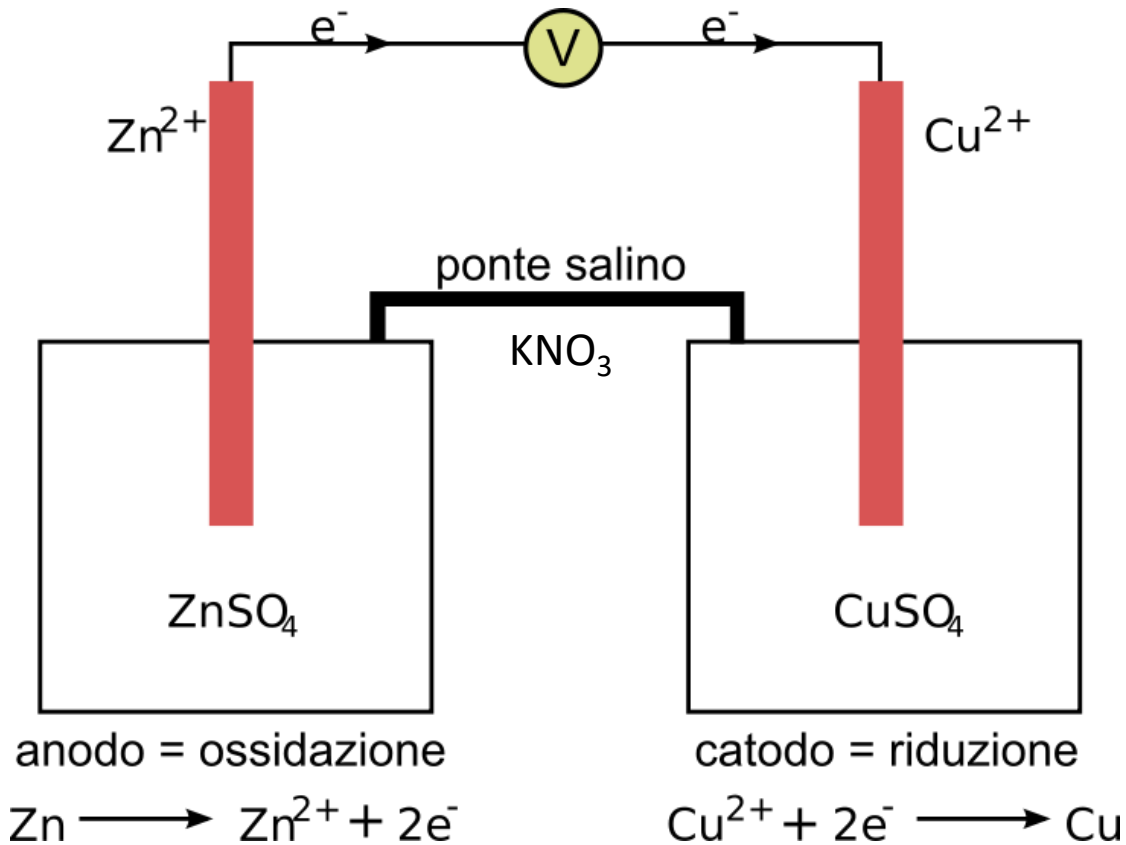 e⁻ V e⁻
Zn²⁺ Cu²⁺
ponte salino
KNO₃
ZnSO₄ CuSO₄
anodo = ossidazione catodo = riduzione
Zn → Zn²⁺ + 2e⁻ Cu²⁺ + 2e⁻ → Cu